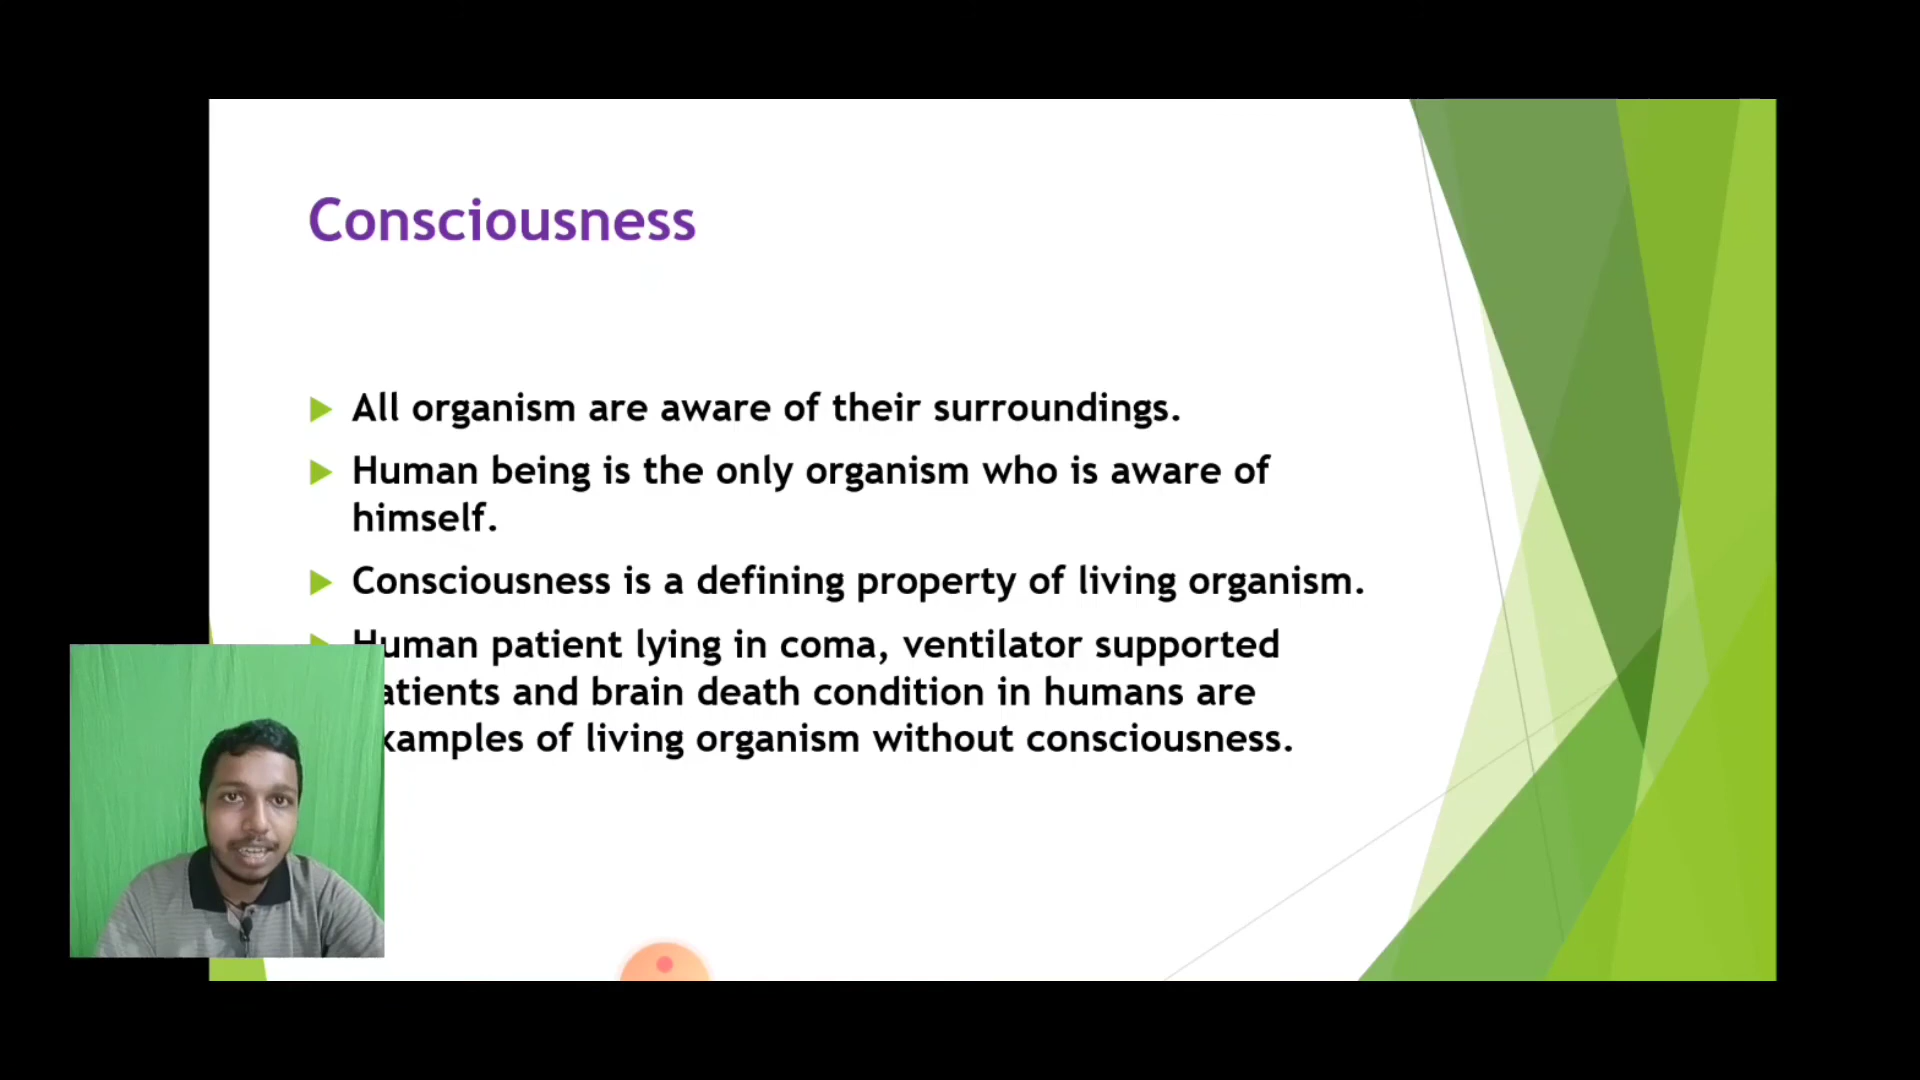 Consciousness
All organism are aware of their surroundings.
Human being is the only organism who is aware of
himself.
Consciousness is a defining property of living organism.
Human patient lying in coma, ventilator supported
and brain death condition in humans are
of living organism without consciousness.